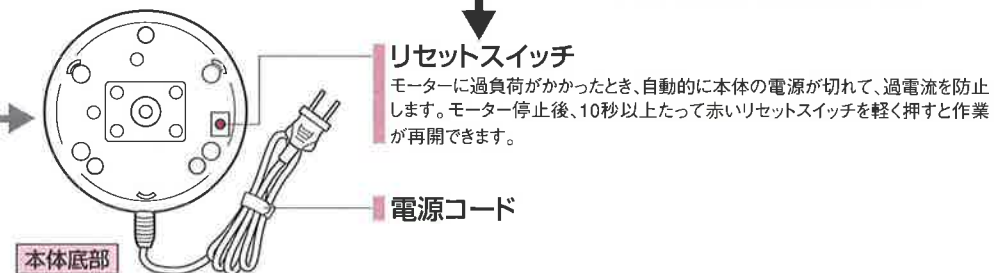 リセットスイッチ
モーターに過負荷がかかったとき、自動的に本体の電源が切れて、過電流を防止
します。モーター停止後、10秒以上たって赤いリセットスイッチを軽く押すと作業
が再開できます。
電源コード
本体底部